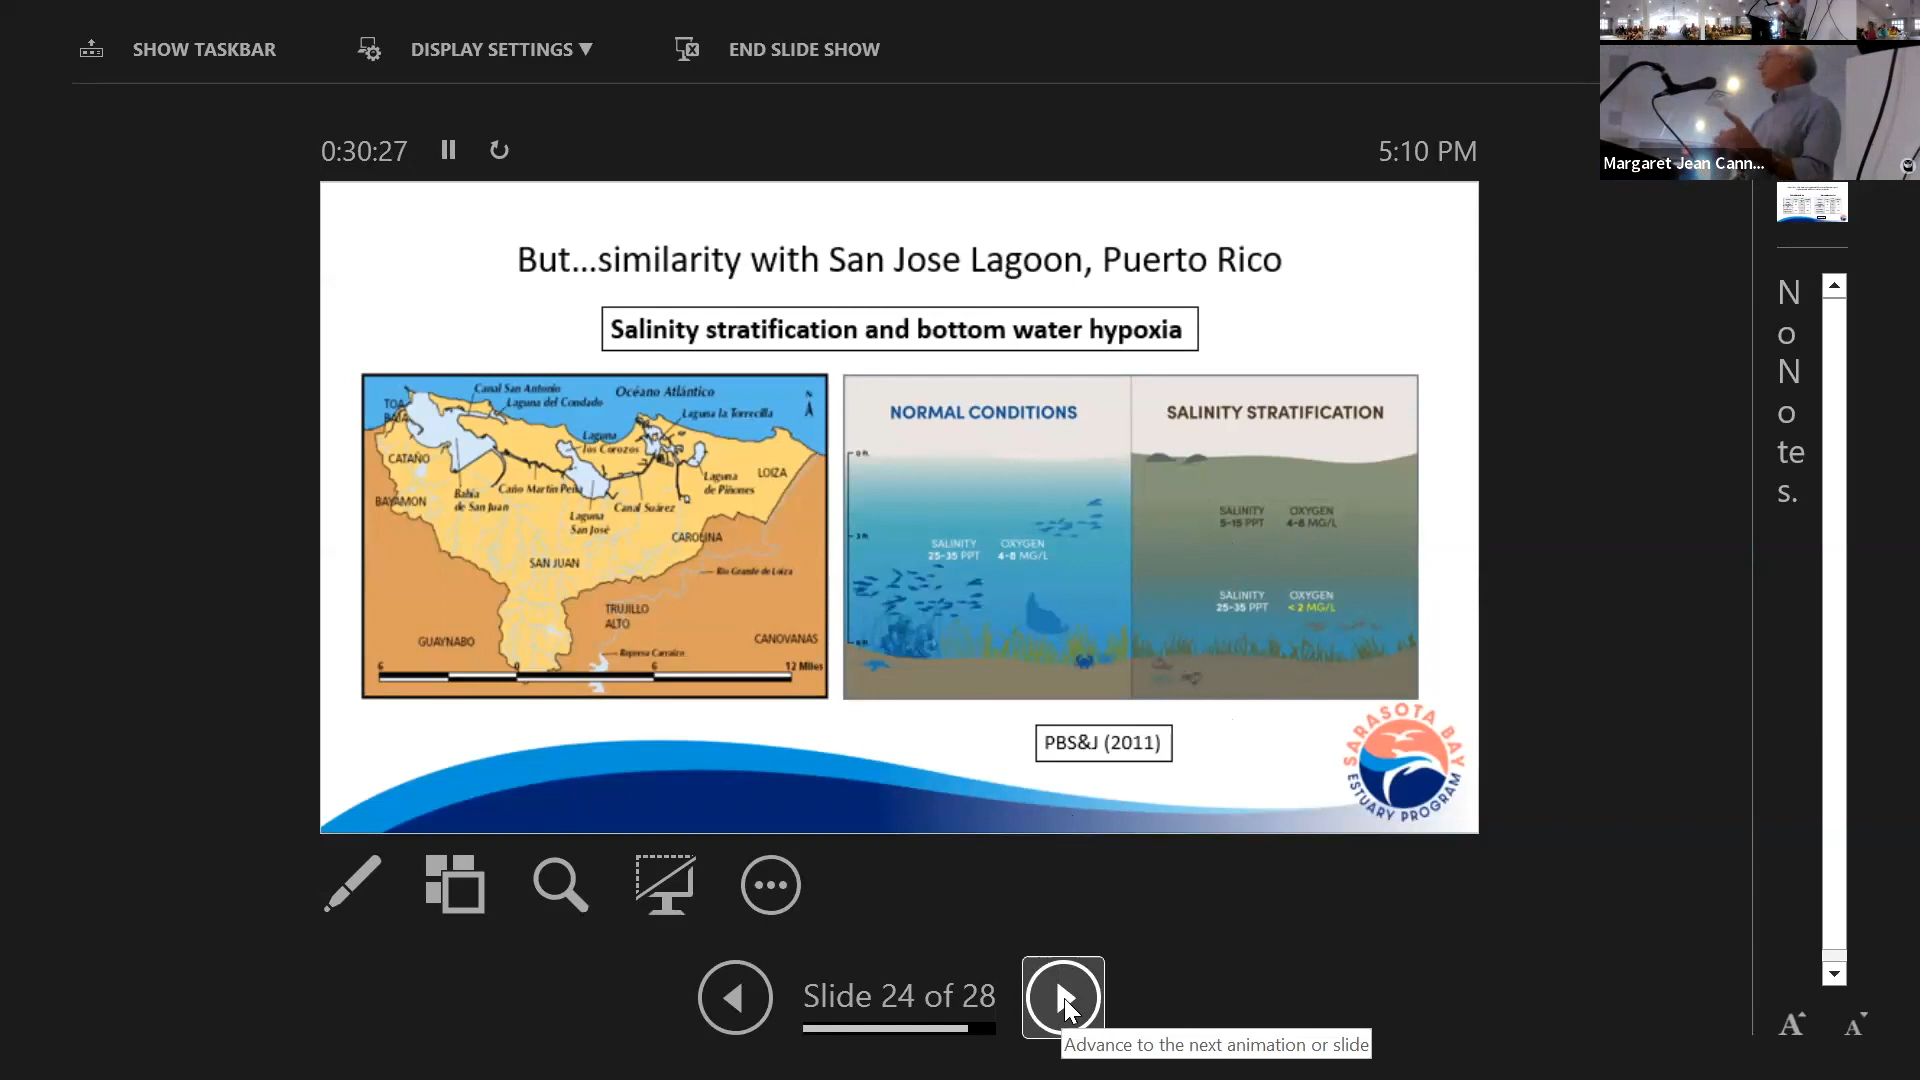 SHOW TASKBAR
DISPLAY SETTINGS ▼
END SLIDE SHOW
Margaret Jean Cann...
0:30:27
5:10 PM
But...similarity with San Jose Lagoon, Puerto Rico
Salinity stratification and bottom water hypoxia
Canal San Antonio
Océano Atlántico
Laguna del Condado
N
TOA
BAJA
Laguna la Torrecilla
Laguna
los Corozos
CATAÑO
LOIZA
Laguna
de Piñones
BAYAMON
Bahía
de San Juan
Caño Martín Peña
Canal Suárez
Laguna
San José
CAROLINA
SAN JUAN
Rio Grande de Loiza
TRUJILLO
ALTO
GUAYNABO
CANOVANAS
Represa Carraizo
6 0 6 12 Miles
NORMAL CONDITIONS
SALINITY
25-35 PPT
OXYGEN
4-8 MG/L
SALINITY STRATIFICATION
SALINITY
5-15 PPT
OXYGEN
4-8 MG/L
SALINITY
25-35 PPT
OXYGEN
<2 MG/L
PBS&J (2011)
SARASOTA BAY
ESTUARY PROGRAM
N
o
N
o
te
s.
Slide 24 of 28
Advance to the next animation or slide
A
A